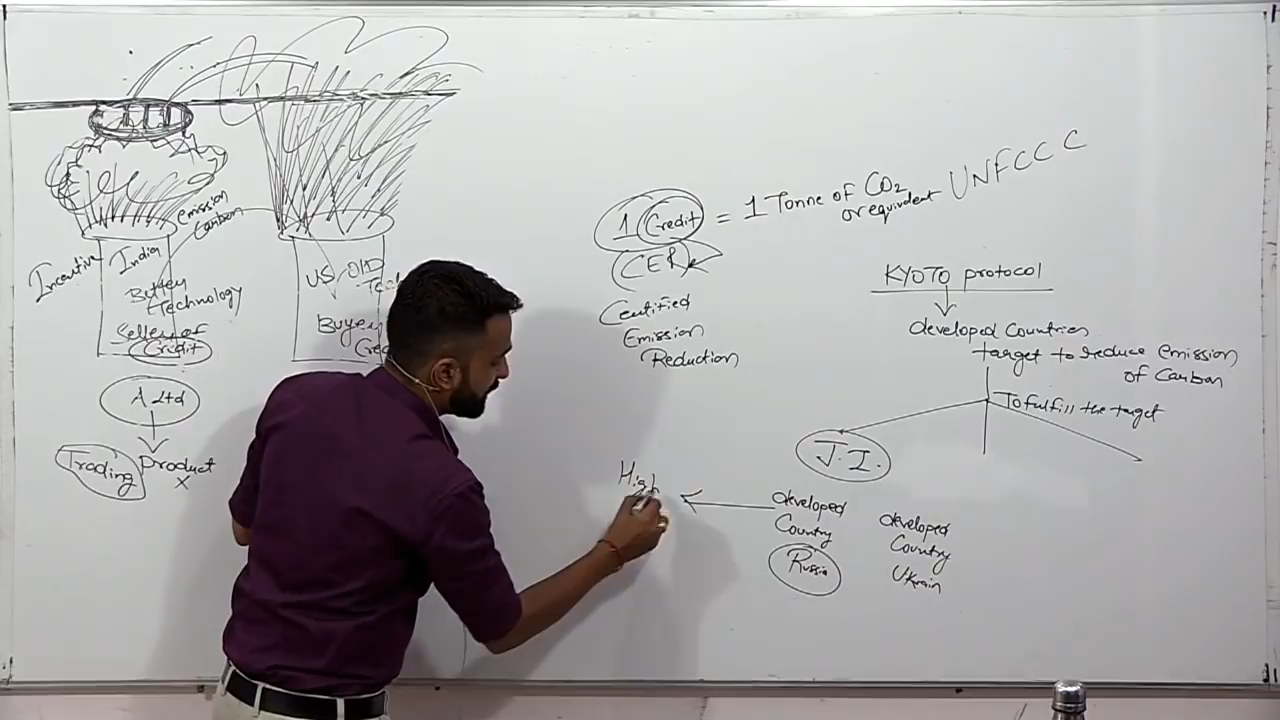 emission
Carbon
Incentive
India
Better
technology
Seller of
Credit
A Ltd
Trading product
x
US
OLD
Tec
Buyer
Cre
1 Credit = 1 Tonne of CO2
or equivalent
UNFCCC
(CER)
Certified
Emission
Reduction
KYOTO protocol
developed Countries
target to reduce emission
of Carbon
To fulfill the target
J.I.
High
developed
Country
Russia
developed
Country
Ukrain